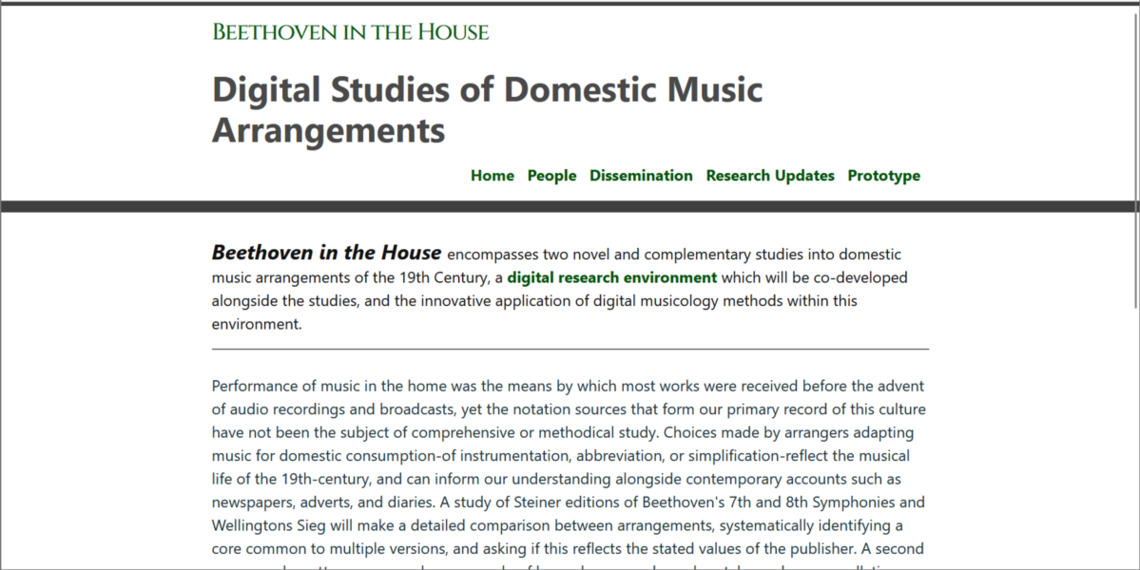 BEETHOVEN IN THE HOUSE
Digital Studies of Domestic Music
Arrangements
Home People Dissemination Research Updates Prototype
Beethoven in the House encompasses two novel and complementary studies into domestic
music arrangements of the 19th Century, a digital research environment which will be co-developed
alongside the studies, and the innovative application of digital musicology methods within this
environment.
Performance of music in the home was the means by which most works were received before the advent
of audio recordings and broadcasts, yet the notation sources that form our primary record of this culture
have not been the subject of comprehensive or methodical study. Choices made by arrangers adapting
music for domestic consumption-of instrumentation, abbreviation, or simplification-reflect the musical
life of the 19th-century, and can inform our understanding alongside contemporary accounts such as
newspapers, adverts, and diaries. A study of Steiner editions of Beethoven's 7th and 8th Symphonies and
Wellingtons Sieg will make a detailed comparison between arrangements, systematically identifying a
core common to multiple versions, and asking if this reflects the stated values of the publisher. A second